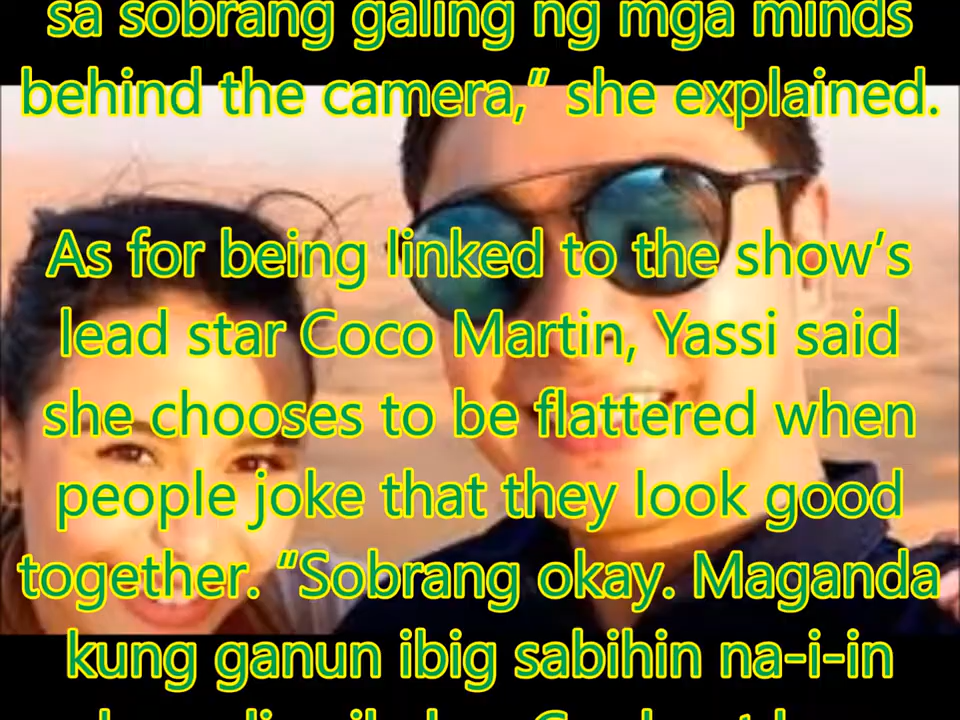 sa sobrang galing ng mga minds
behind the camera,” she explained.
As for being linked to the show’s
lead star Coco Martin, Yassi said
she chooses to be flattered when
people joke that they look good
together. “Sobrang okay. Maganda
kung ganun ibig sabihin na-i-in